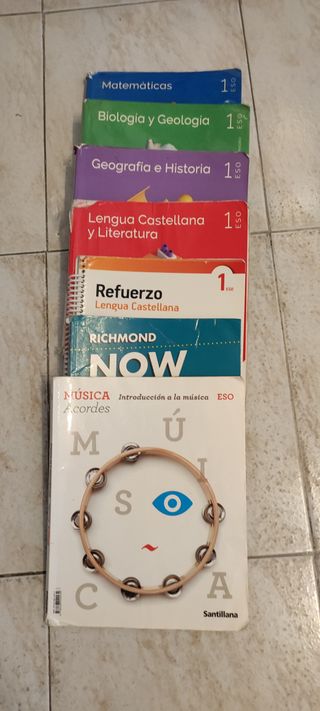 Matemáticas 1 ESO
Biología y Geología 1 ESO
Geografía e Historia 1 ESO
Lengua Castellana 1 ESO
y Literatura
Refuerzo 1 ESO
Lengua Castellana
RICHMOND
NOW
MÚSICA Introducción a la música ESO
Acordes
M Ú
S I
C A
Santillana